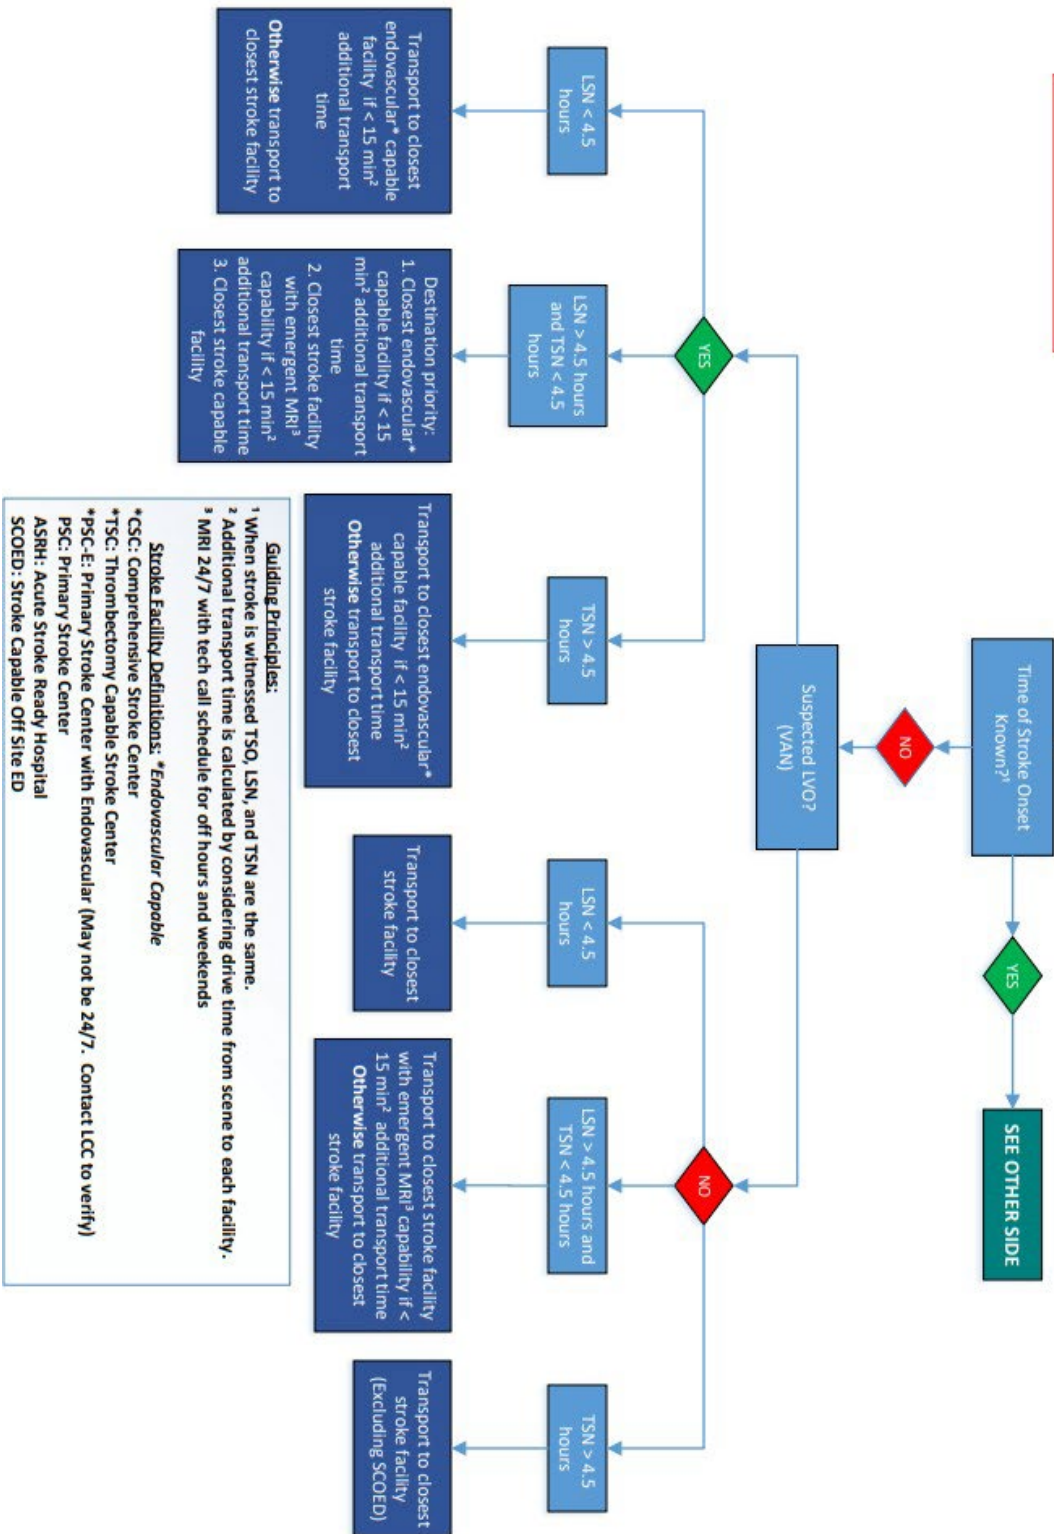 Time of Stroke Onset
Known?¹
YES
SEE OTHER SIDE
NO
Suspected LVO?
(VAN)
YES
NO
LSN < 4.5
hours
LSN > 4.5 hours
and TSN < 4.5
hours
TSN > 4.5
hours
LSN < 4.5
hours
LSN > 4.5 hours and
TSN < 4.5 hours
TSN > 4.5
hours
Transport to closest
endovascular* capable
facility if < 15 min²
additional transport
time
Otherwise transport to
closest stroke facility
Destination priority:
1. Closest endovascular*
capable facility if < 15
min² additional transport
time
2. Closest stroke facility
with emergent MRI³
capability if < 15 min²
additional transport time
3. Closest stroke capable
facility
Transport to closest endovascular*
capable facility if < 15 min²
additional transport time
Otherwise transport to closest
stroke facility
Transport to closest
stroke facility
Transport to closest stroke facility
with emergent MRI³ capability if <
15 min² additional transport time
Otherwise transport to closest
stroke facility
Transport to closest
stroke facility
(Excluding SCOED)
Guiding Principles:
¹ When stroke is witnessed TSO, LSN, and TSN are the same.
² Additional transport time is calculated by considering drive time from scene to each facility.
³ MRI 24/7 with tech call schedule for off hours and weekends
Stroke Facility Definitions: *Endovascular Capable
*CSC: Comprehensive Stroke Center
*TSC: Thrombectomy Capable Stroke Center
*PSC-E: Primary Stroke Center with Endovascular (May not be 24/7. Contact LCC to verify)
PSC: Primary Stroke Center
ASRH: Acute Stroke Ready Hospital
SCOED: Stroke Capable Off Site ED